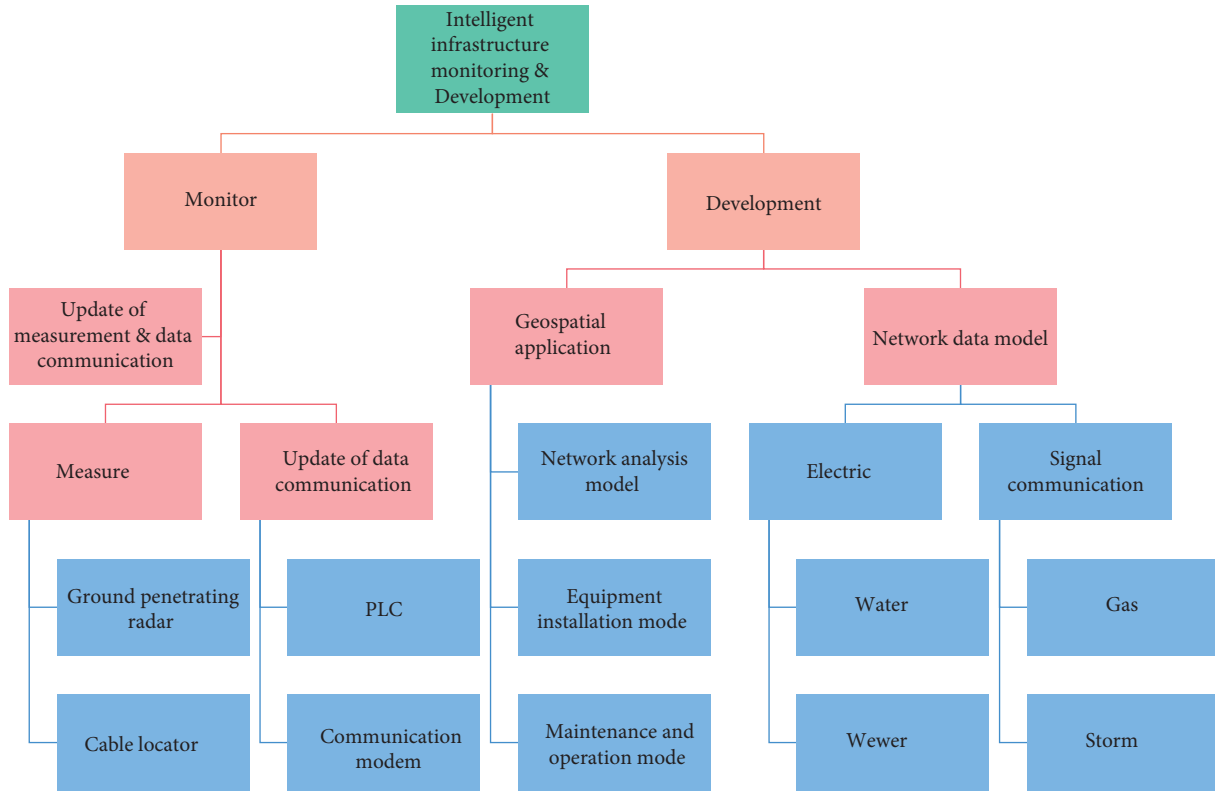 Intelligent
infrastructure
monitoring &
Development
Monitor
Development
Update of
measurement & data
communication
Geospatial
application
Network data model
Measure
Update of data
communication
Network analysis
model
Electric
Signal
communication
Ground penetrating
radar
PLC
Equipment
installation mode
Water
Gas
Cable locator
Communication
modem
Maintenance and
operation mode
Wewer
Storm